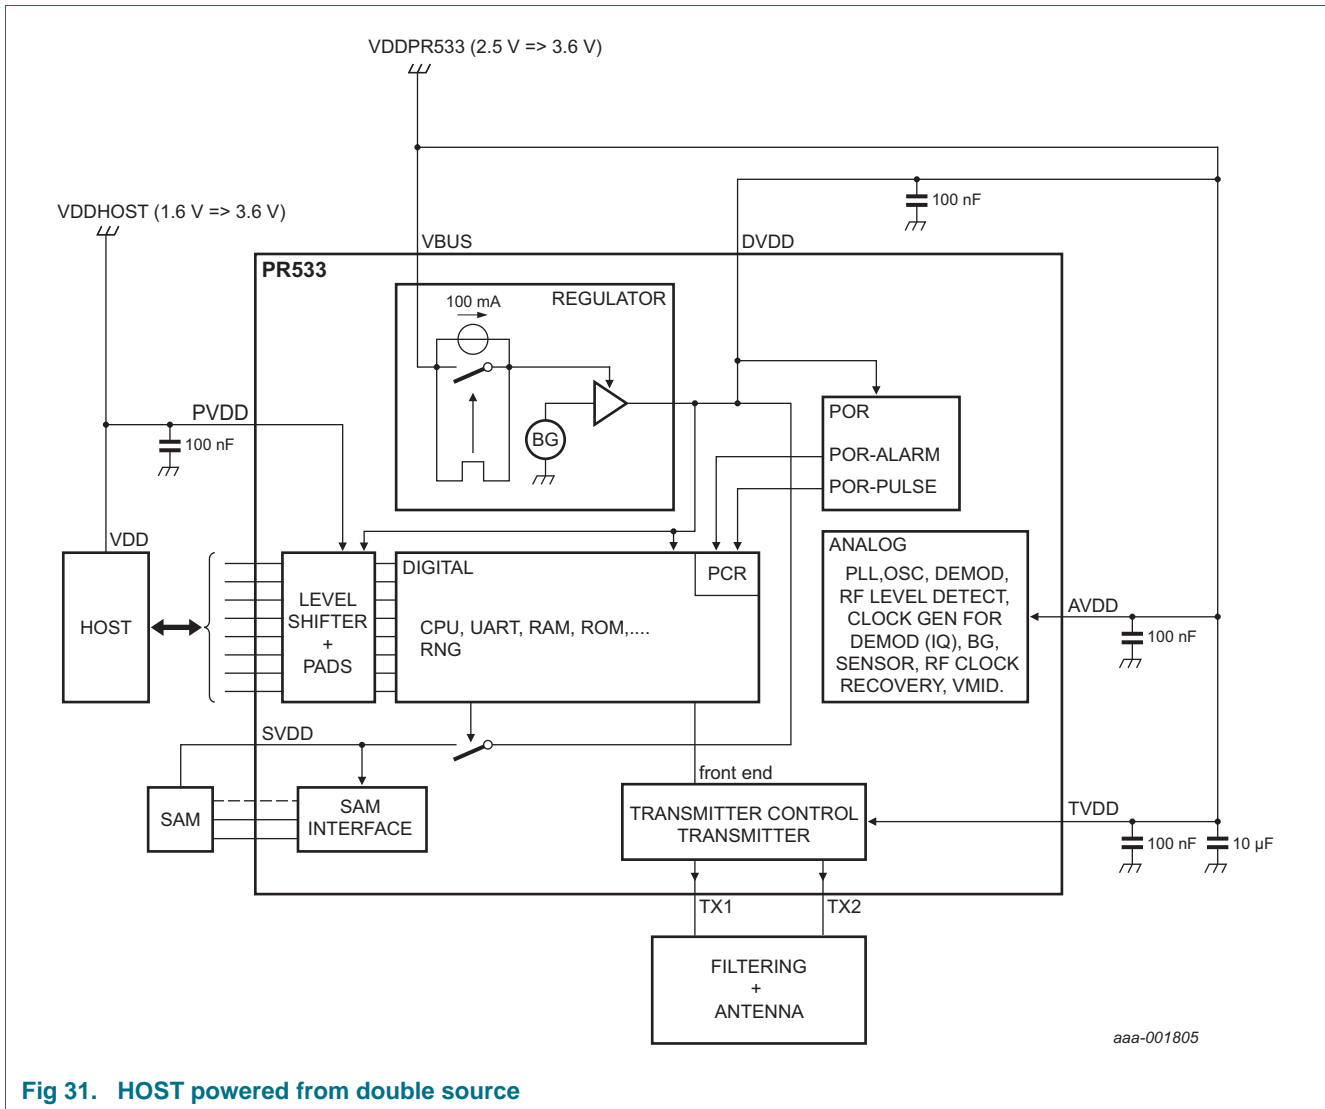 VDDPR533 (2.5 V => 3.6 V)
100 nF
VDDHOST (1.6 V => 3.6 V)
VBUS
DVDD
PR533
REGULATOR
100 mA
BG
PVDD
100 nF
POR
POR-ALARM
POR-PULSE
VDD
HOST
LEVEL
SHIFTER
+
PADS
DIGITAL
PCR
CPU, UART, RAM, ROM,....
RNG
ANALOG
PLL,OSC, DEMOD,
RF LEVEL DETECT,
CLOCK GEN FOR
DEMOD (IQ), BG,
SENSOR, RF CLOCK
RECOVERY, VMID.
AVDD
100 nF
SVDD
SAM
SAM
INTERFACE
front end
TRANSMITTER CONTROL
TRANSMITTER
TVDD
100 nF
10 µF
TX1
TX2
FILTERING
+
ANTENNA
aaa-001805
Fig 31. HOST powered from double source